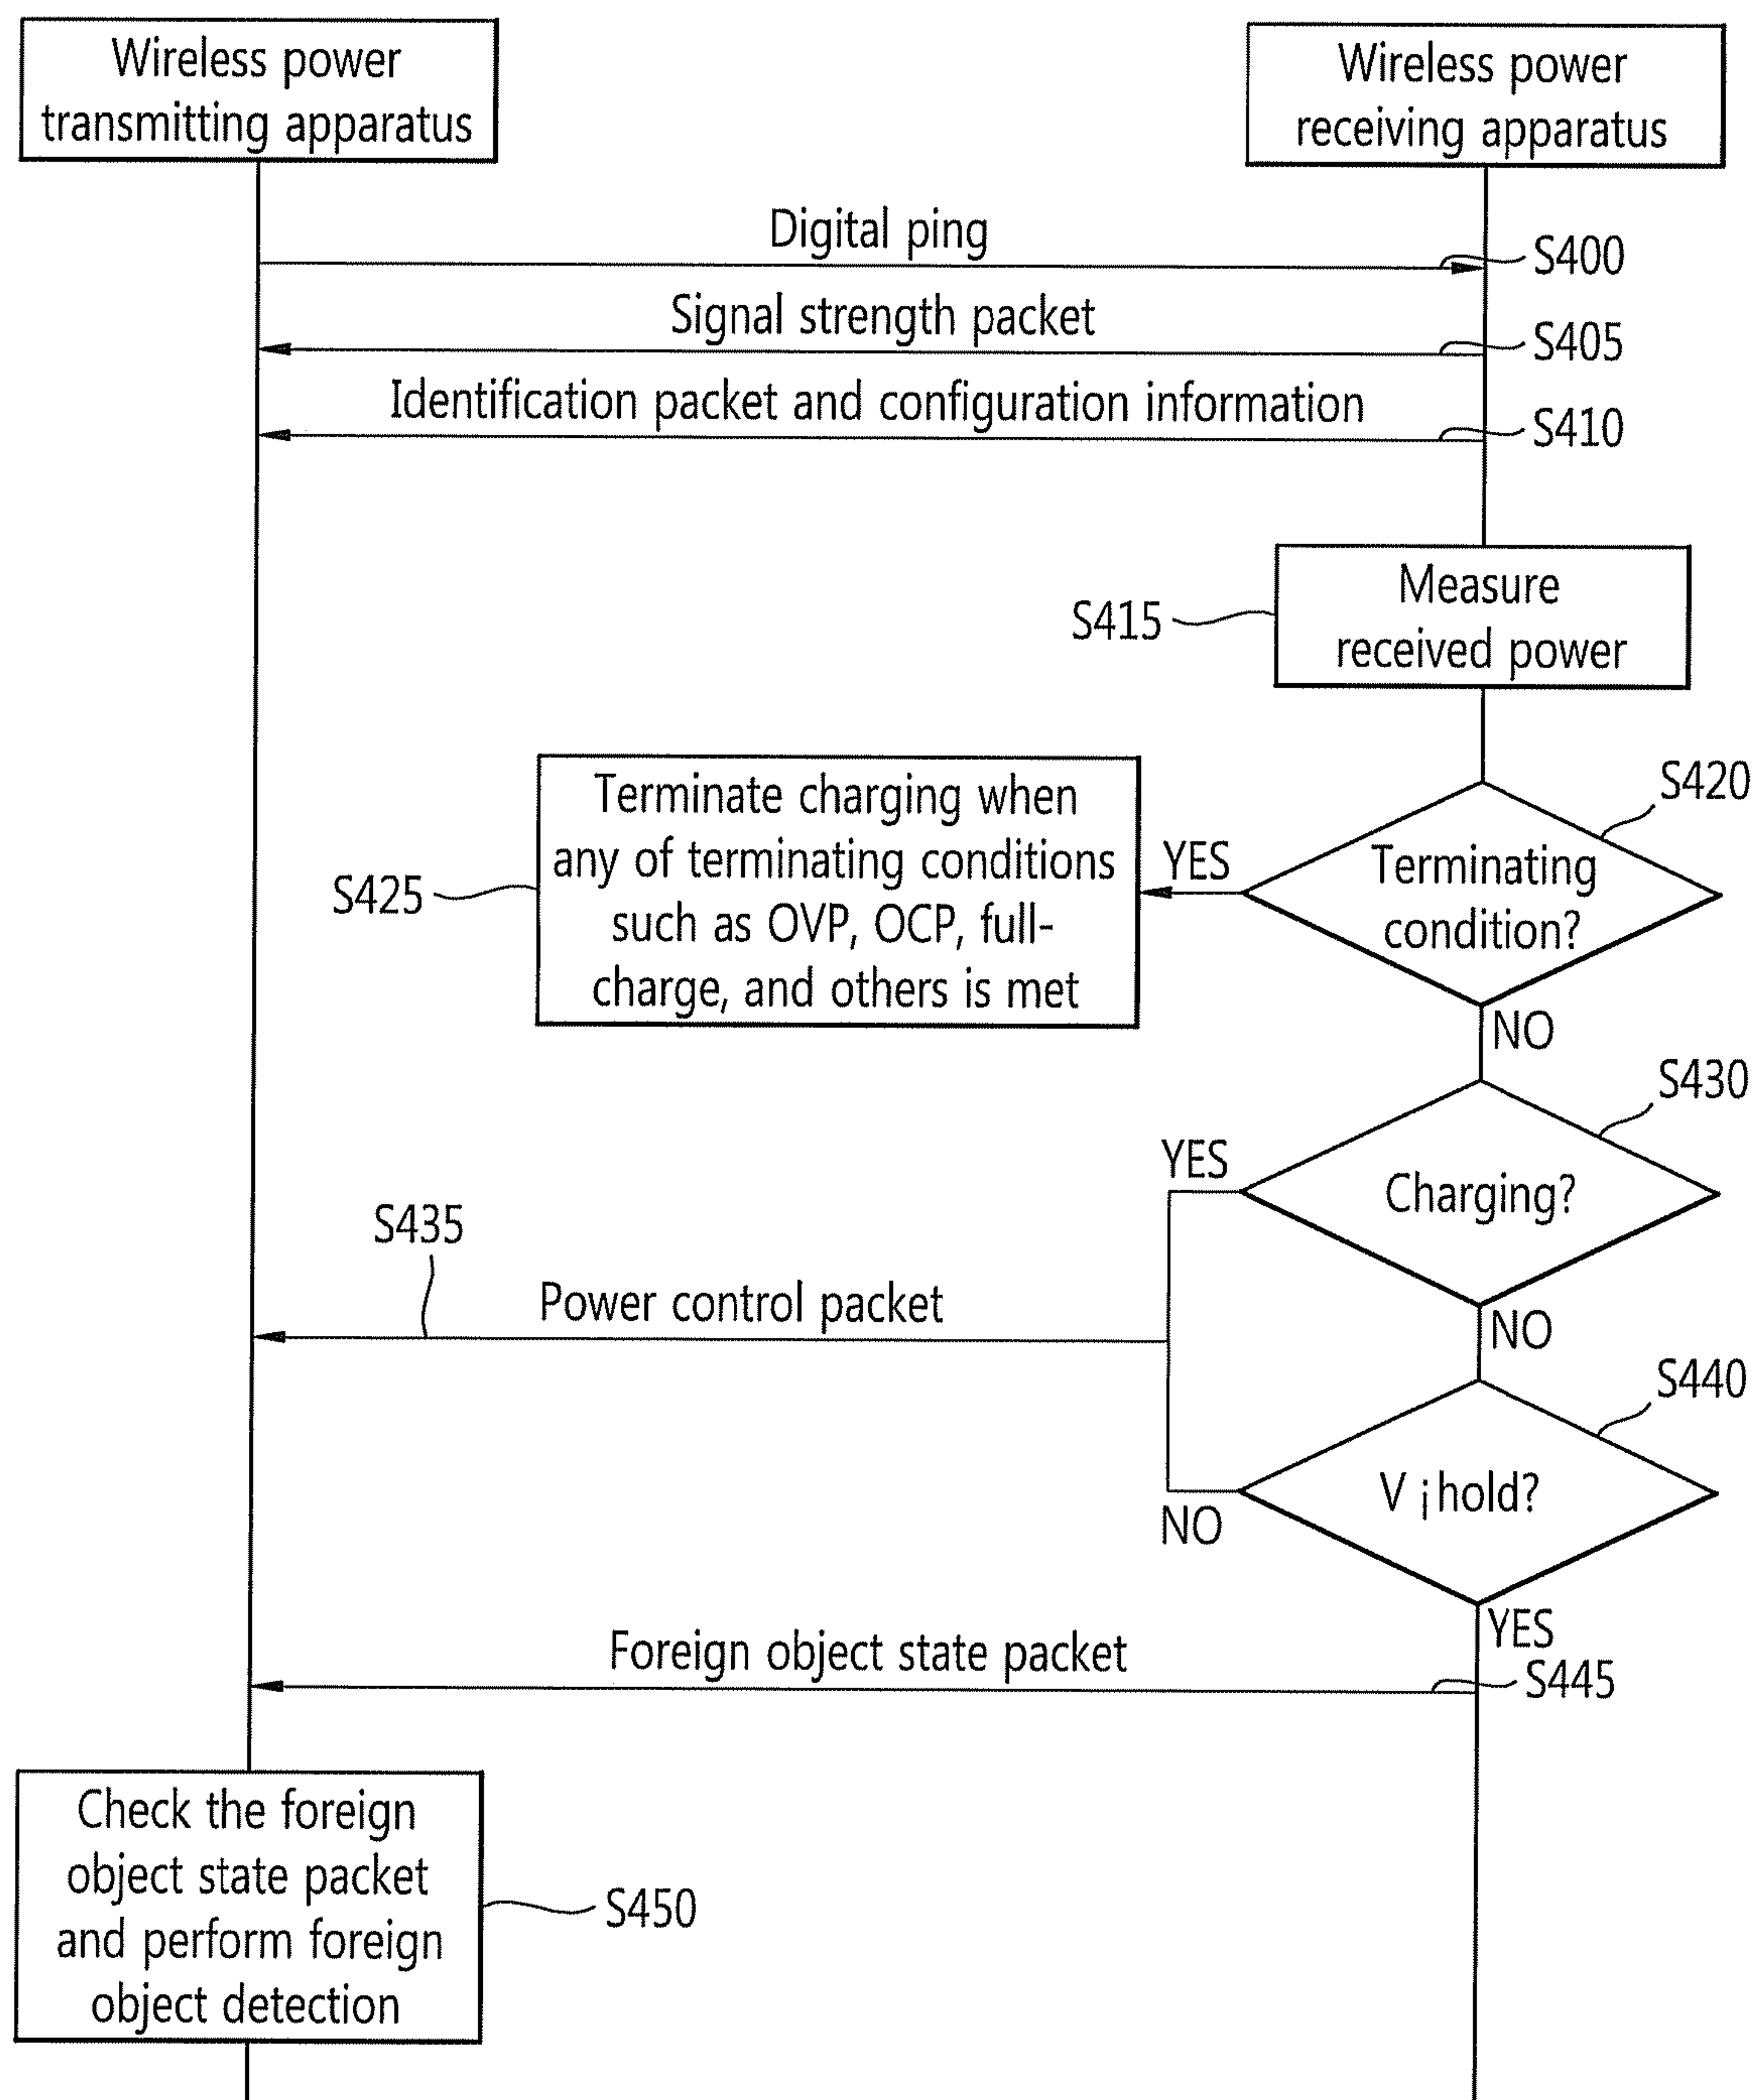 Wireless power
transmitting apparatus
Wireless power
receiving apparatus
Digital ping
S400
Signal strength packet
S405
Identification packet and configuration information
S410
Measure
received power
S415
S420
Terminating
condition?
YES
Terminate charging when
any of terminating conditions
such as OVP, OCP, full-
charge, and others is met
S425
NO
S430
Charging?
YES
S435
Power control packet
NO
S440
V ¡hold?
NO
YES
Foreign object state packet
S445
Check the foreign
object state packet
and perform foreign
object detection
S450